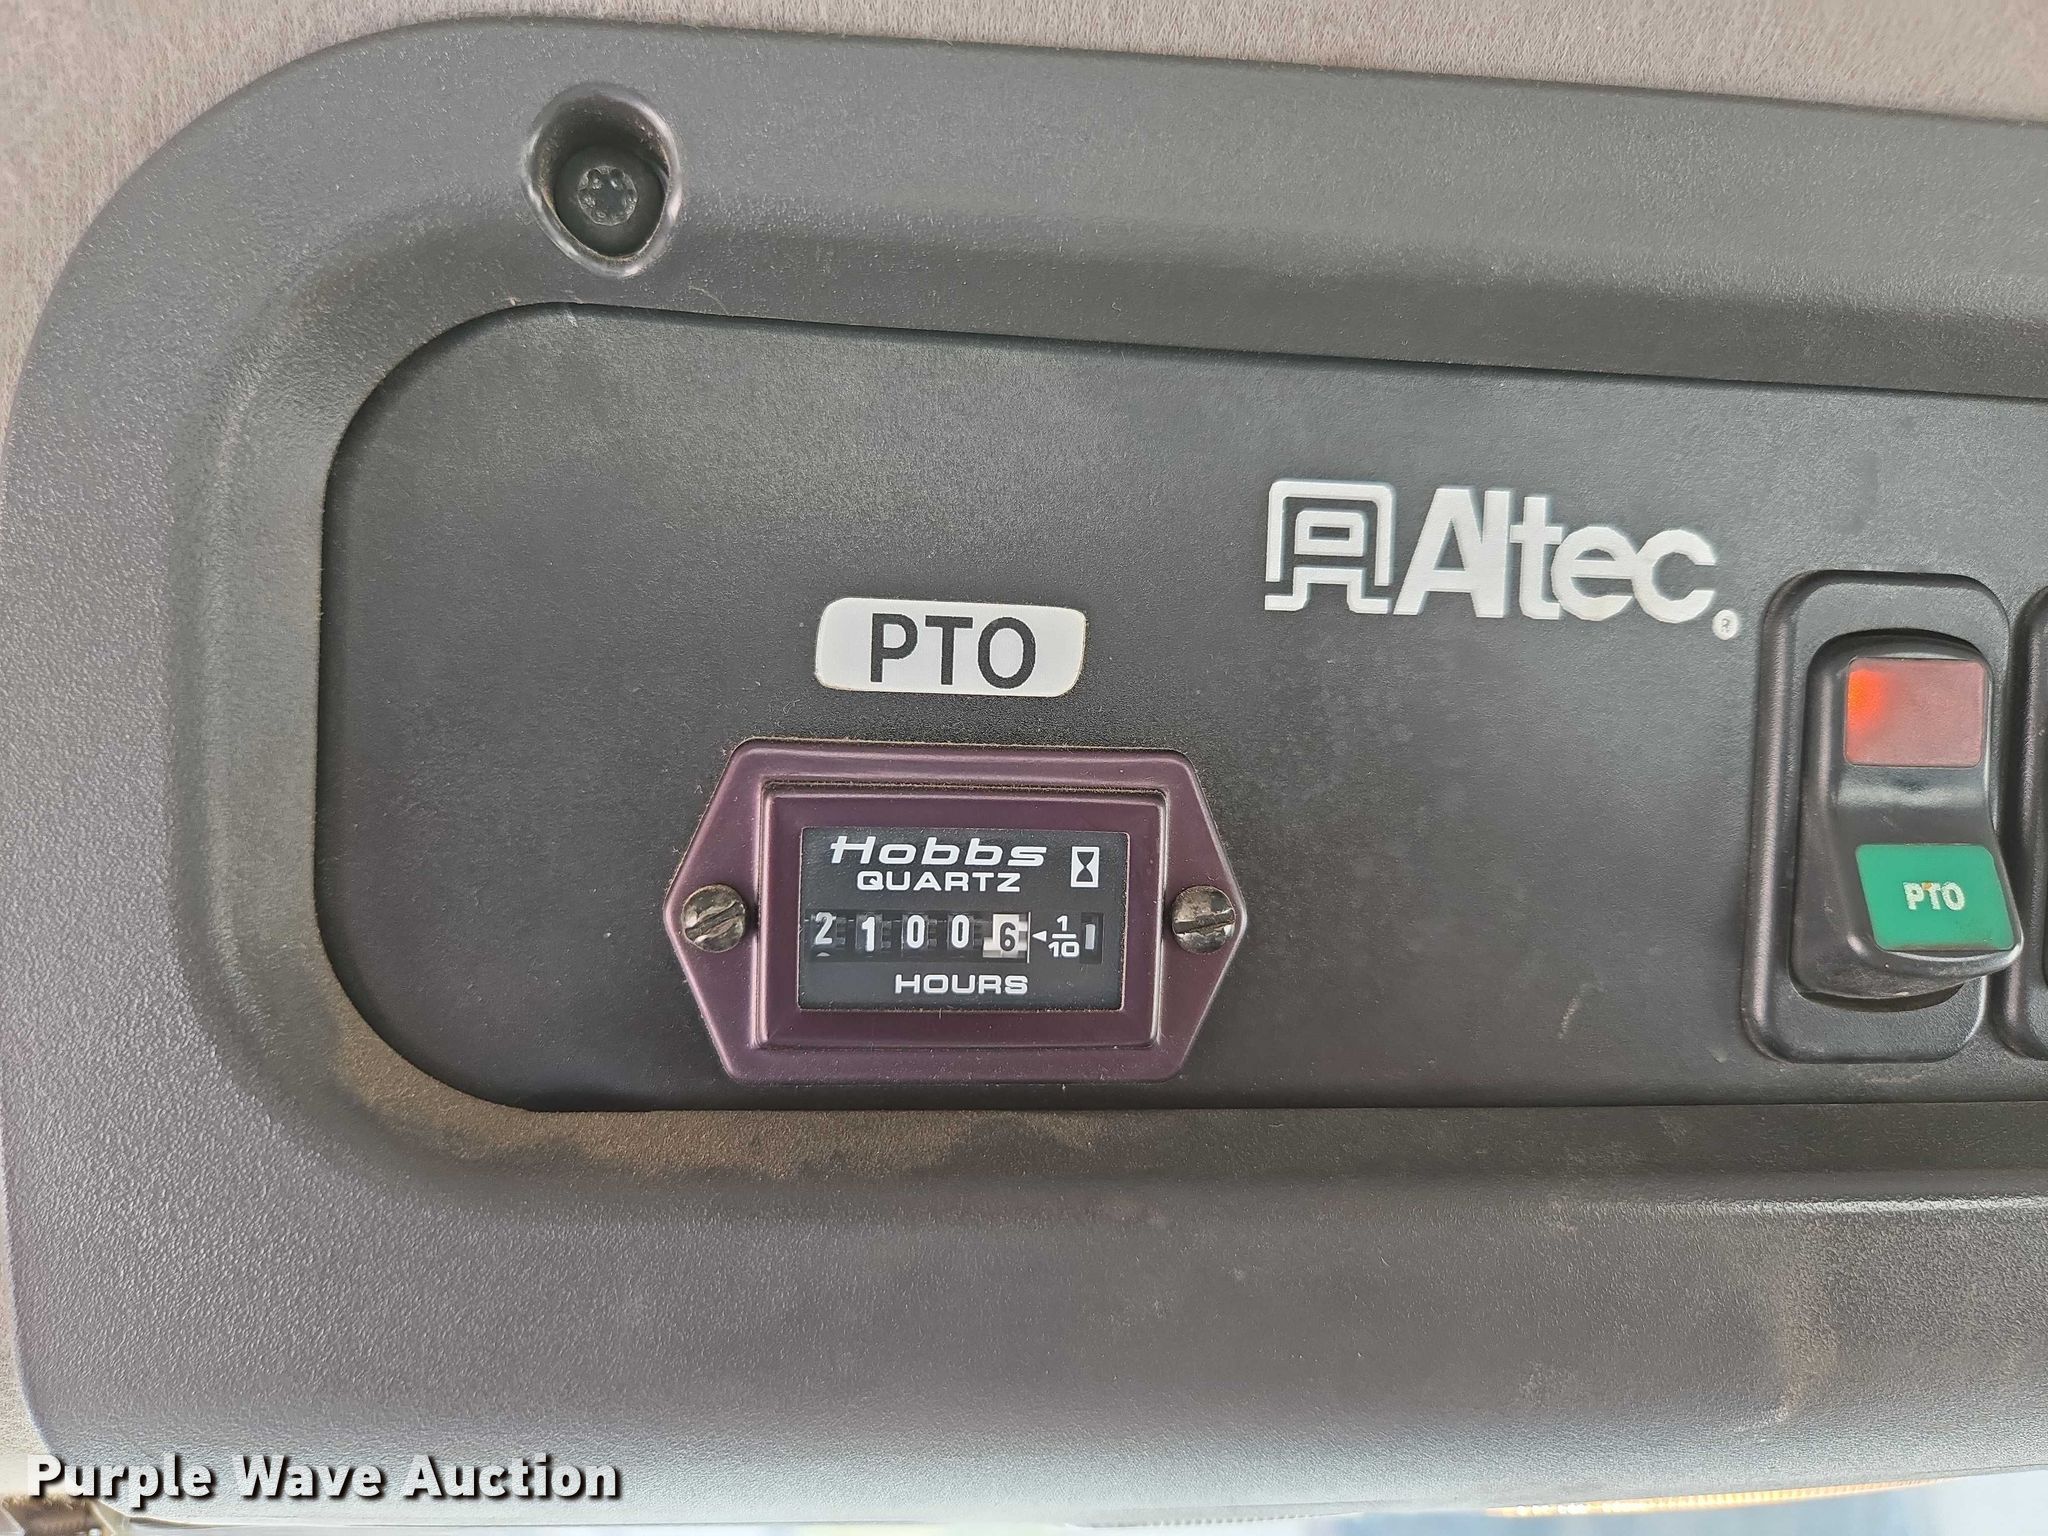 Altec®
PTO
PTO
Hobbs
QUARTZ
21006 1/10
HOURS
Purple Wave Auction